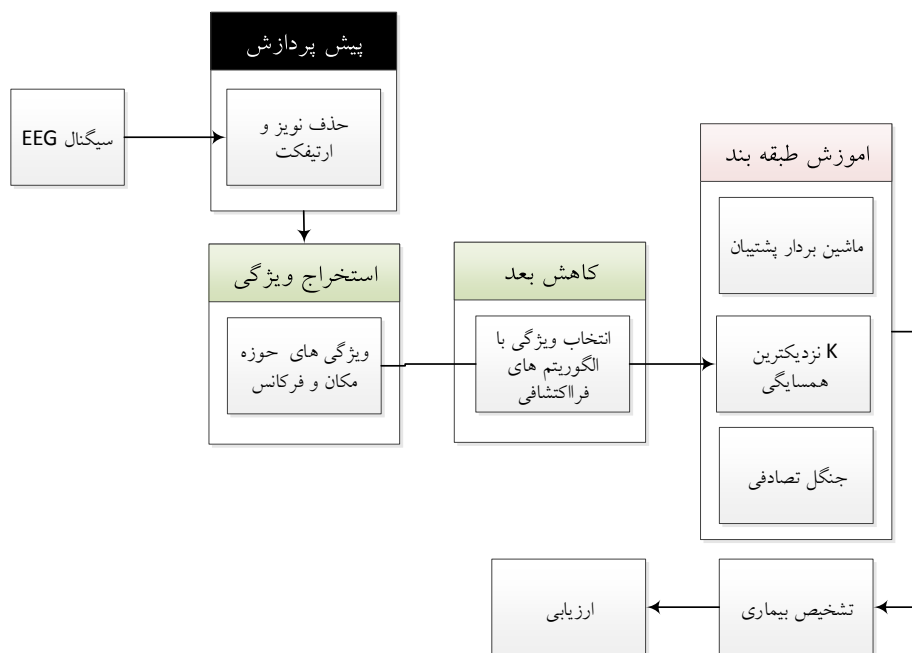 پیش پردازش
سیگنال EEG
حذف نویز و
ارتیفکت
استخراج ویژگی
ویژگی های حوزه
مکان و فرکانس
کاهش بعد
انتخاب ویژگی با
الگوریتم های
فرااکتشافی
اموزش طبقه بند
ماشین بردار پشتیبان
K نزدیکترین
همسایگی
جنگل تصادفی
تشخیص بیماری
ارزیابی